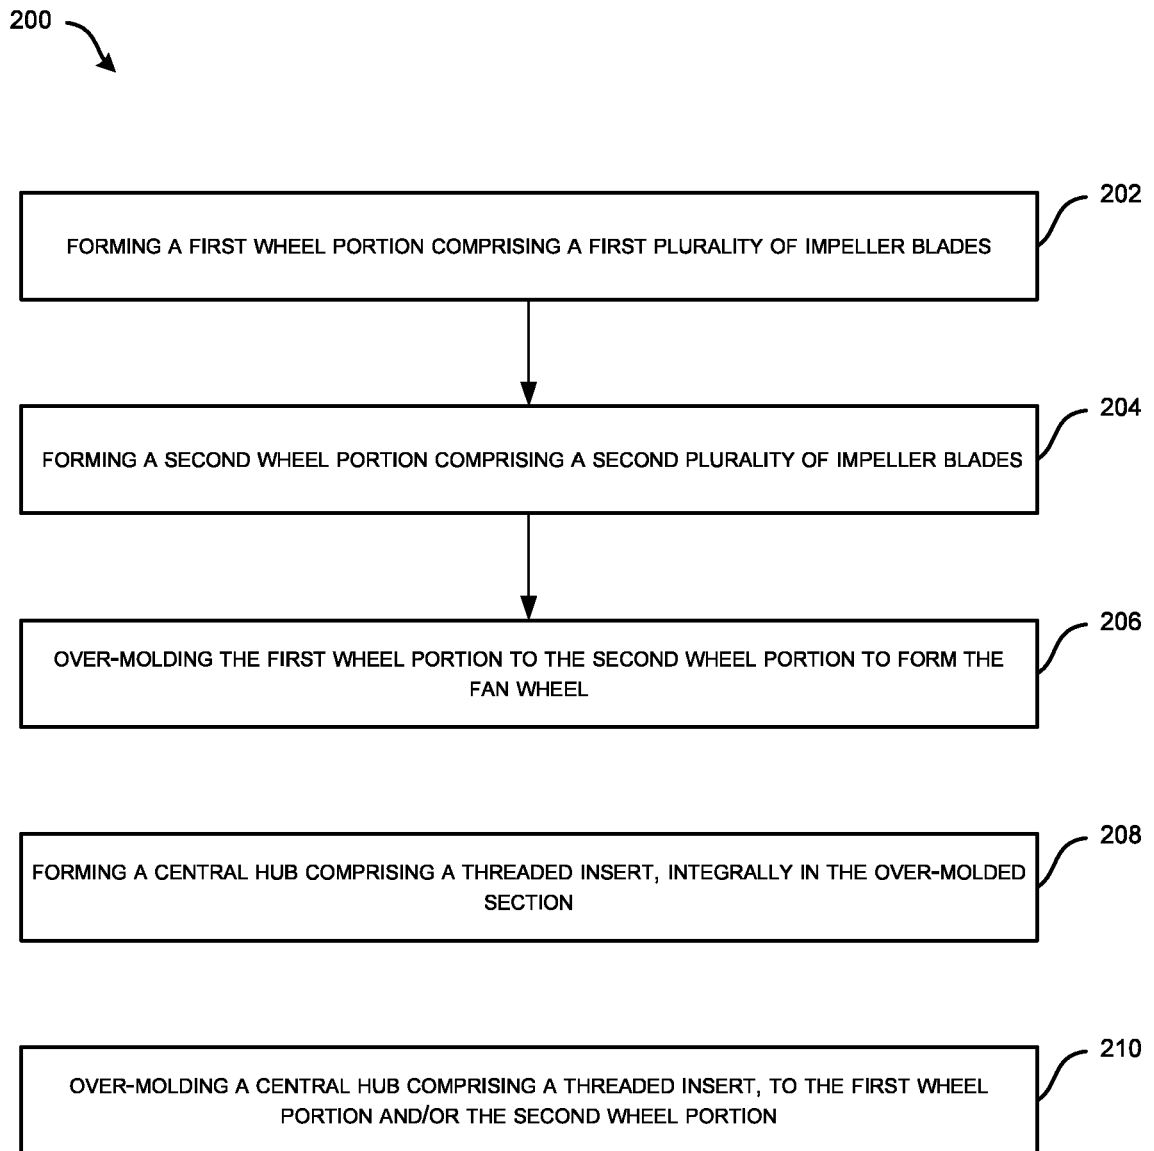 200
202
FORMING A FIRST WHEEL PORTION COMPRISING A FIRST PLURALITY OF IMPELLER BLADES
204
FORMING A SECOND WHEEL PORTION COMPRISING A SECOND PLURALITY OF IMPELLER BLADES
206
OVER-MOLDING THE FIRST WHEEL PORTION TO THE SECOND WHEEL PORTION TO FORM THE
FAN WHEEL
208
FORMING A CENTRAL HUB COMPRISING A THREADED INSERT, INTEGRALLY IN THE OVER-MOLDED
SECTION
210
OVER-MOLDING A CENTRAL HUB COMPRISING A THREADED INSERT, TO THE FIRST WHEEL
PORTION AND/OR THE SECOND WHEEL PORTION